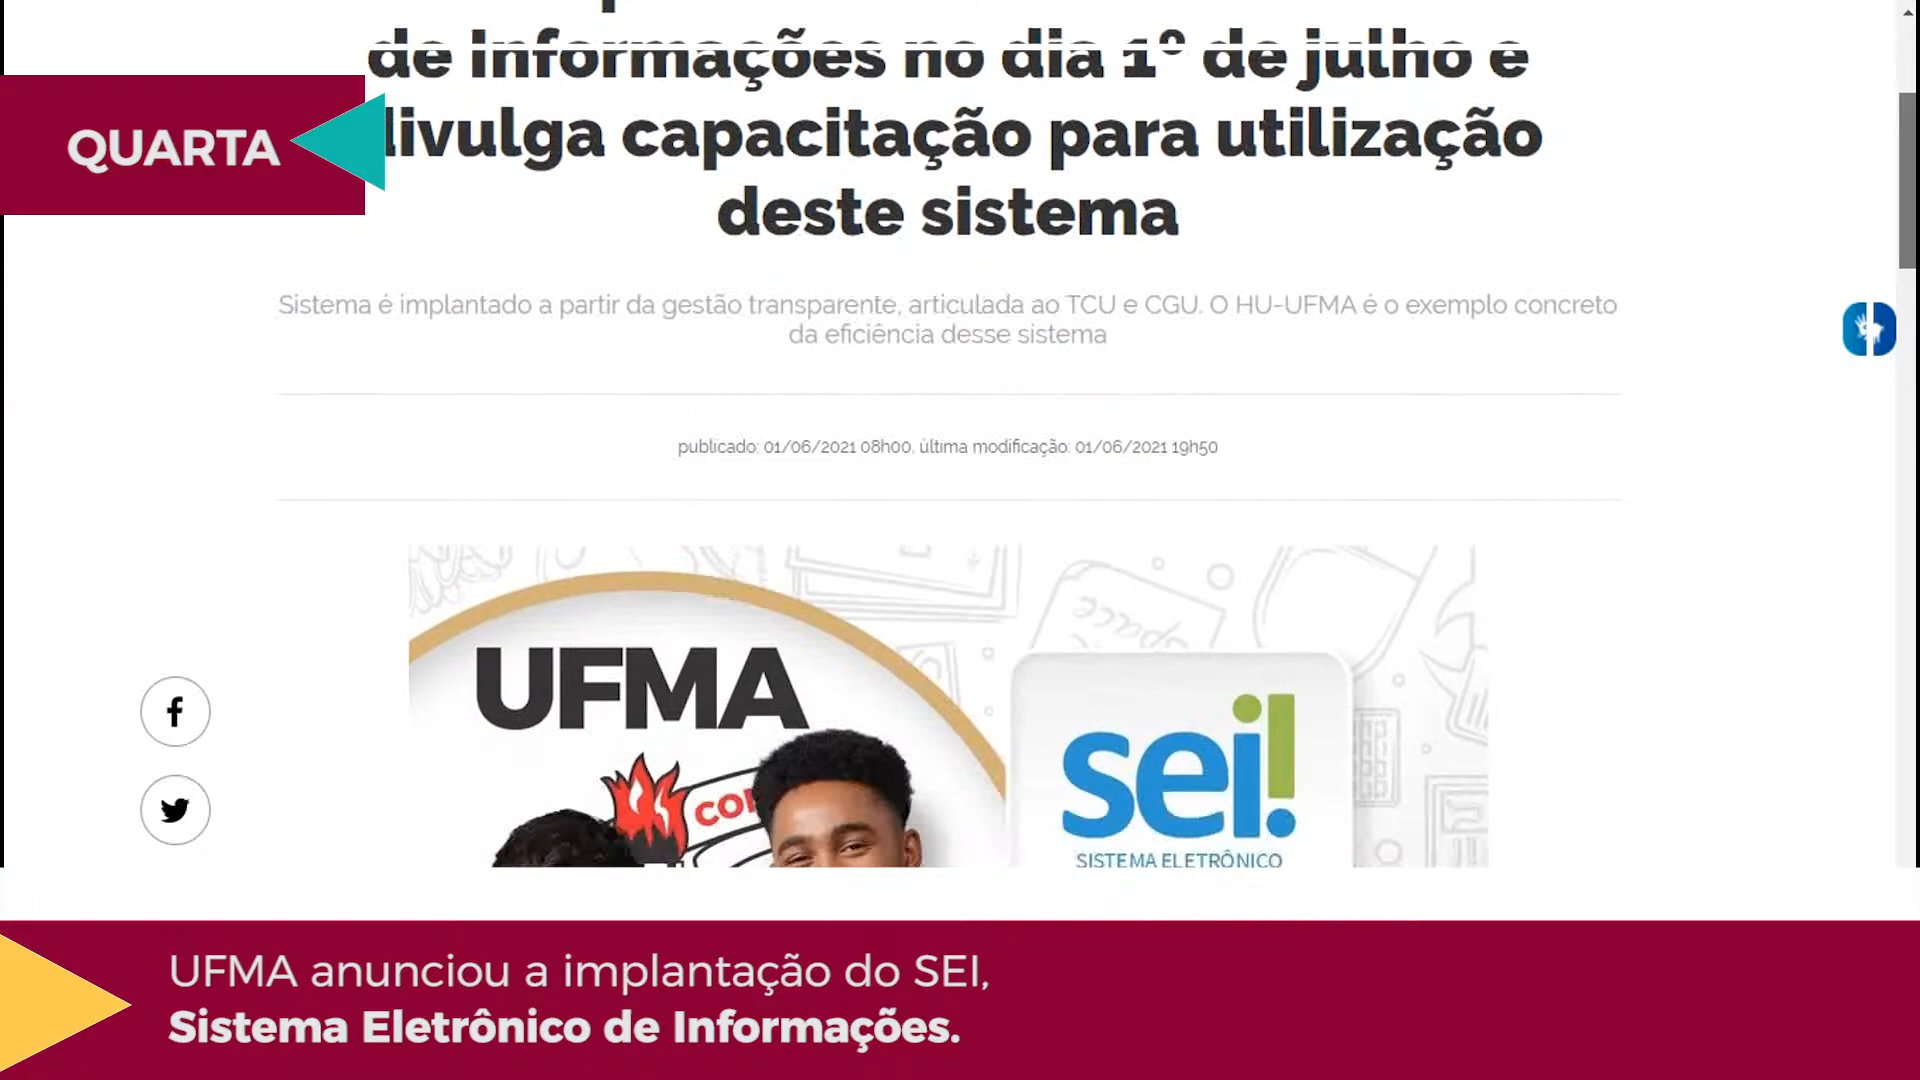 de informações no dia 1º de julho e
QUARTA
divulga capacitação para utilização
deste sistema
Sistema é implantado a partir da gestão transparente, articulada ao TCU e CGU. O HU-UFMA é o exemplo concreto
da eficiência desse sistema
publicado: 01/06/2021 08h00, última modificação: 01/06/2021 19h50
space
UFMA
sei!
CON
SISTEMA ELETRÔNICO
UFMA anunciou a implantação do SEI,
Sistema Eletrônico de Informações.